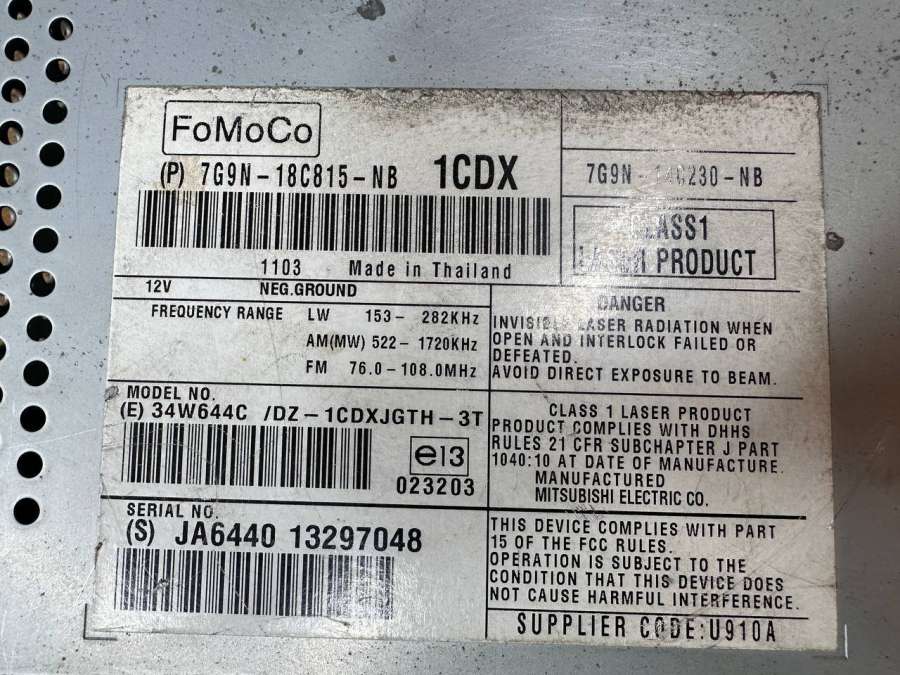 FoMoCo
(P) 7G9N-18C815-NB 1CDX
1103 Made in Thailand
7G9N-14C230-NB
CLASS1
LASER PRODUCT
12V NEG.GROUND
FREQUENCY RANGE LW 153- 282KHz
AM(MW) 522-1720KHz
FM 76.0-108.0MHz
DANGER
INVISIBLE LASER RADIATION WHEN
OPEN AND INTERLOCK FAILED OR
DEFEATED.
AVOID DIRECT EXPOSURE TO BEAM.
MODEL NO.
(E) 34W644C /DZ-1CDXJGTH-3T
e13
023203
CLASS 1 LASER PRODUCT
PRODUCT COMPLIES WITH DHHS
RULES 21 CFR SUBCHAPTER J PART
1040:10 AT DATE OF MANUFACTURE.
MANUFACTURED
MITSUBISHI ELECTRIC CO.
SERIAL NO.
(S) JA6440 13297048
THIS DEVICE COMPLIES WITH PART
15 OF THE FCC RULES.
OPERATION IS SUBJECT TO THE
CONDITION THAT THIS DEVICE DOES
NOT CAUSE HARMFUL INTERFERENCE.
SUPPLIER CODE:U910A